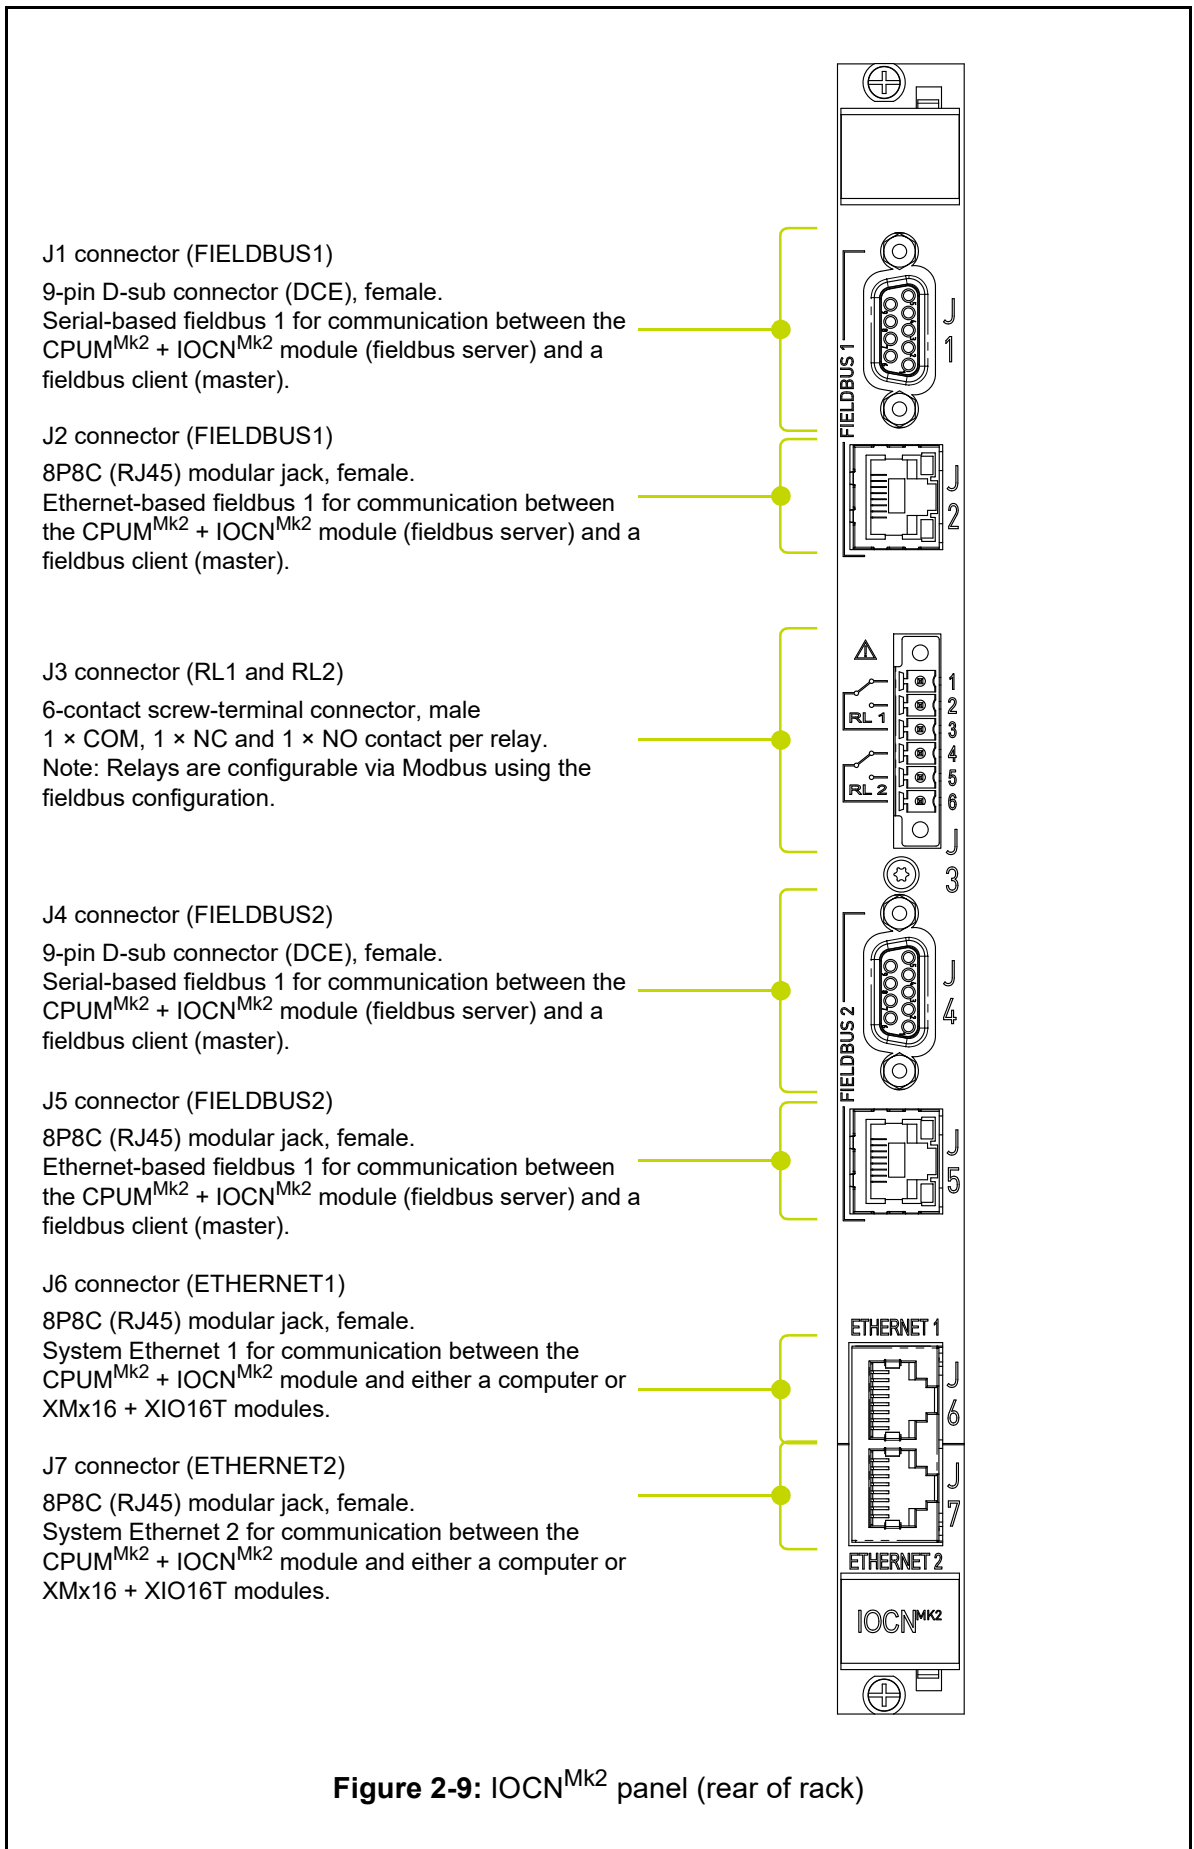 J1 connector (FIELDBUS1)
9-pin D-sub connector (DCE), female.
Serial-based fieldbus 1 for communication between the
CPUMMk2 + IOCNMk2 module (fieldbus server) and a
fieldbus client (master).
J2 connector (FIELDBUS1)
8P8C (RJ45) modular jack, female.
Ethernet-based fieldbus 1 for communication between
the CPUMMk2 + IOCNMk2 module (fieldbus server) and a
fieldbus client (master).
J3 connector (RL1 and RL2)
6-contact screw-terminal connector, male
1 × COM, 1 × NC and 1 × NO contact per relay.
Note: Relays are configurable via Modbus using the
fieldbus configuration.
J4 connector (FIELDBUS2)
9-pin D-sub connector (DCE), female.
Serial-based fieldbus 1 for communication between the
CPUMMk2 + IOCNMk2 module (fieldbus server) and a
fieldbus client (master).
J5 connector (FIELDBUS2)
8P8C (RJ45) modular jack, female.
Ethernet-based fieldbus 1 for communication between
the CPUMMk2 + IOCNMk2 module (fieldbus server) and a
fieldbus client (master).
J6 connector (ETHERNET1)
8P8C (RJ45) modular jack, female.
System Ethernet 1 for communication between the
CPUMMk2 + IOCNMk2 module and either a computer or
XMx16 + XIO16T modules.
J7 connector (ETHERNET2)
8P8C (RJ45) modular jack, female.
System Ethernet 2 for communication between the
CPUMMk2 + IOCNMk2 module and either a computer or
XMx16 + XIO16T modules.
FIELDBUS 1
J
1
J
2
RL 1
RL 2
1
2
3
4
5
6
J
3
FIELDBUS 2
J
4
J
5
ETHERNET 1
J
6
J
7
ETHERNET 2
IOCNMK2
Figure 2-9: IOCNMk2 panel (rear of rack)